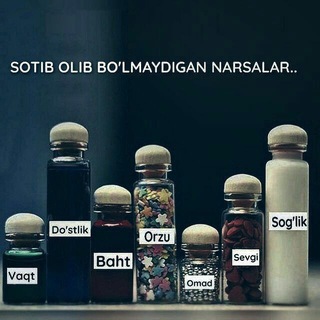 SOTIB OLIB BO'LMAYDIGAN NARSALAR..
Vaqt
Do'stlik
Baht
Orzu
Omad
Sevgi
Sog'lik